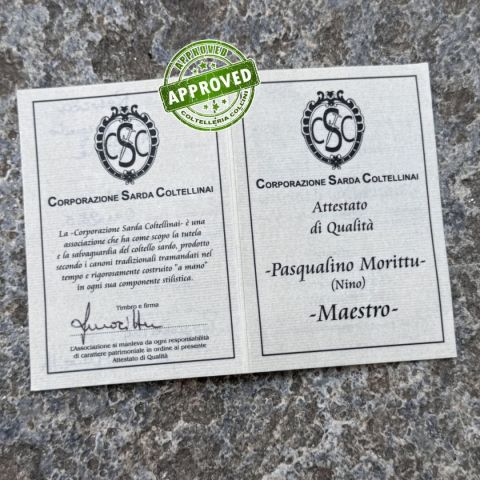 APPROVED
APPROVED
COLTELLERIA COLLINI
CSC
CORPORAZIONE SARDA COLTELLINAI
La -Corporazione Sarda Coltellinai- è una
associazione che ha come scopo la tutela
e la salvaguardia del coltello sardo, prodotto
secondo i canoni tradizionali tramandati nel
tempo e rigorosamente costruito "a mano"
in ogni sua componente stilistica.
Timbro e firma
L'Associazione si manleva da ogni responsabilità
di carattere patrimoniale in ordine al presente
Attestato di Qualità
CSC
CORPORAZIONE SARDA COLTELLINAI
Attestato
di Qualità
-Pasqualino Morittu-
(Nino)
-Maestro-